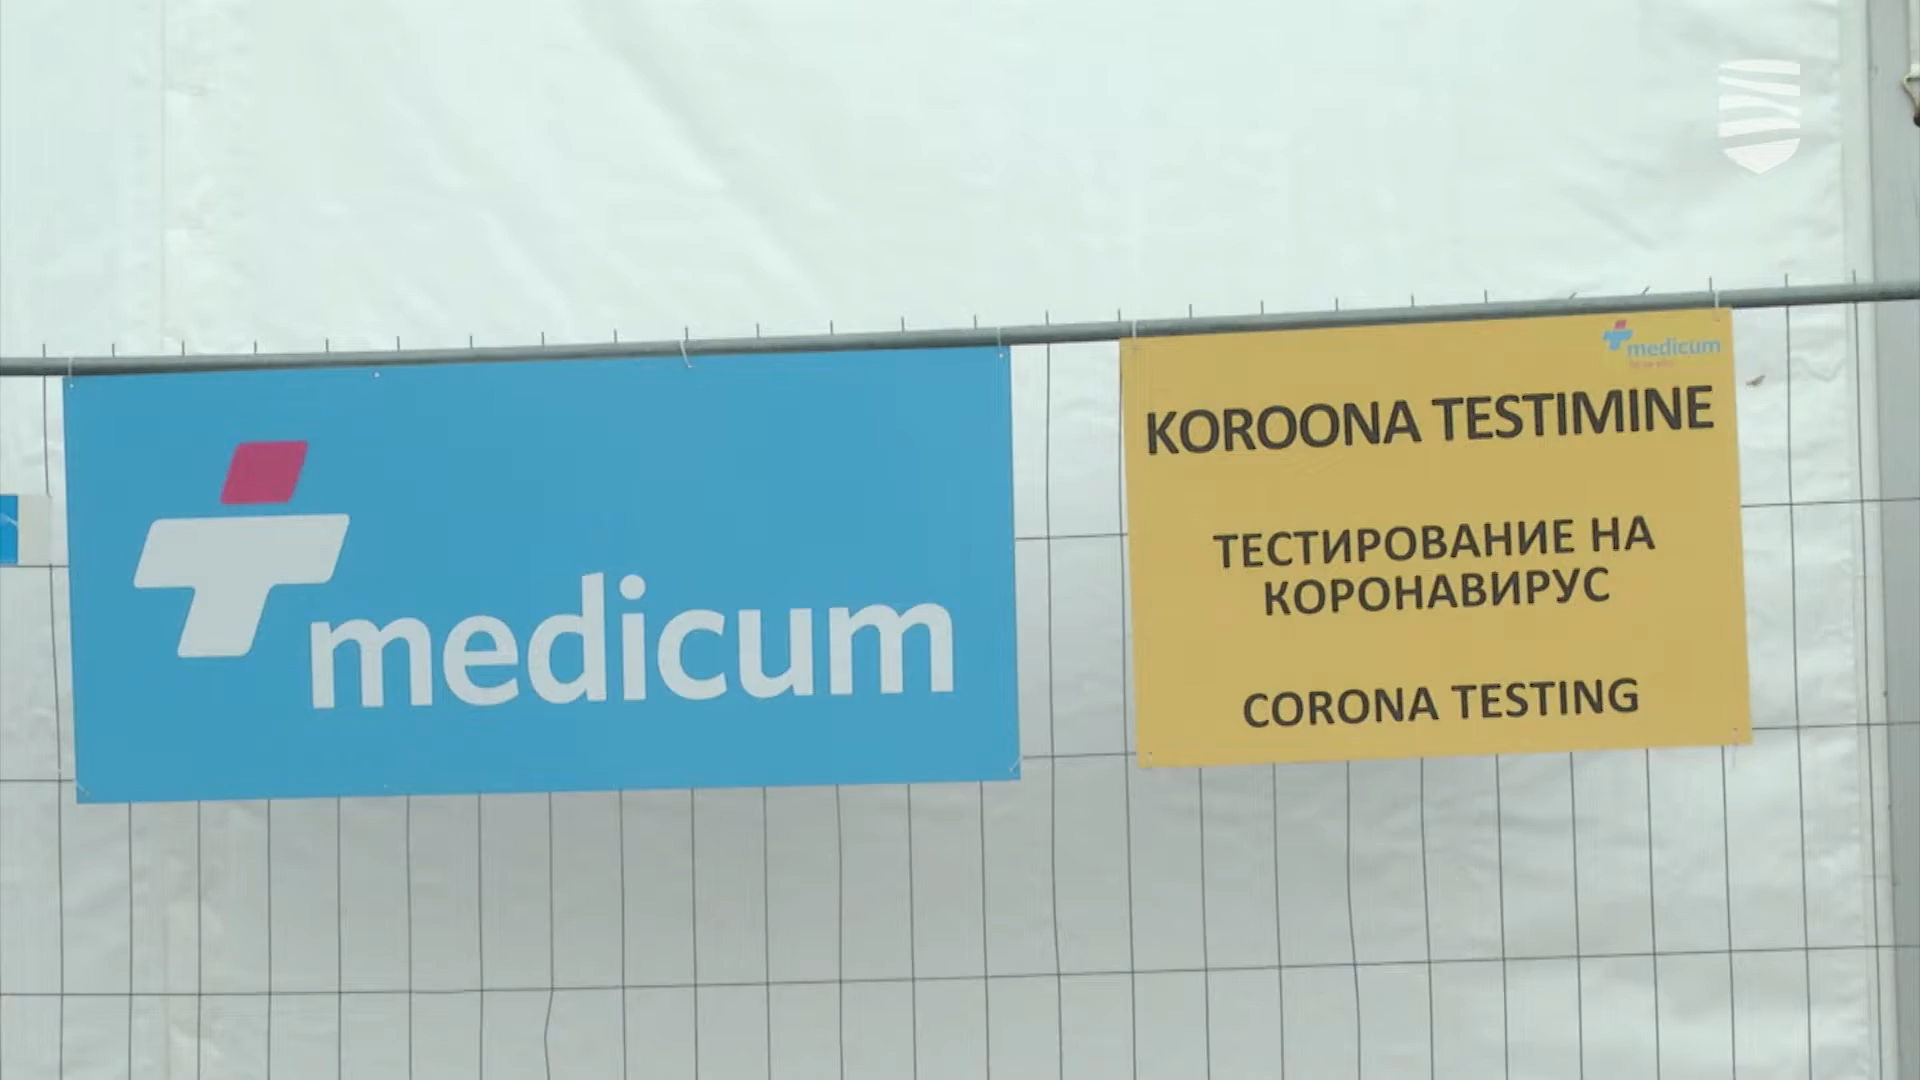 medicum
medicum
KOROONA TESTIMINE
ТЕСТИРОВАНИЕ НА
КОРОНАВИРУС
CORONA TESTING